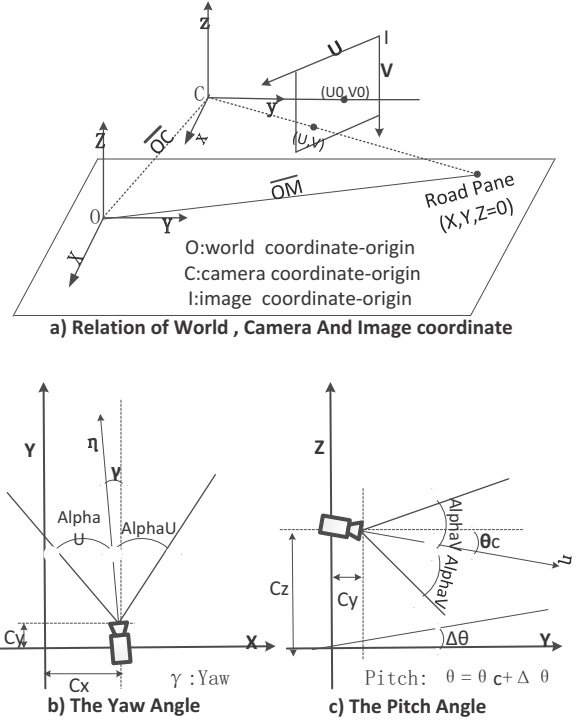 z
I
U
V
C
(U0,V0)
y
x
(U,V)
OC
Z
OM
Road Pane
(X,Y,Z=0)
O
Y
X
O:world coordinate-origin
C:camera coordinate-origin
I:image coordinate-origin
a) Relation of World , Camera And Image coordinate
Y
η
γ
Alpha
U
AlphaU
Cy
X
Cx
γ :Yaw
b) The Yaw Angle
Z
AlphaV
θc
η
AlphaV
Cz
Cy
Δθ
Y
Pitch: θ = θ c+ Δ θ
c) The Pitch Angle